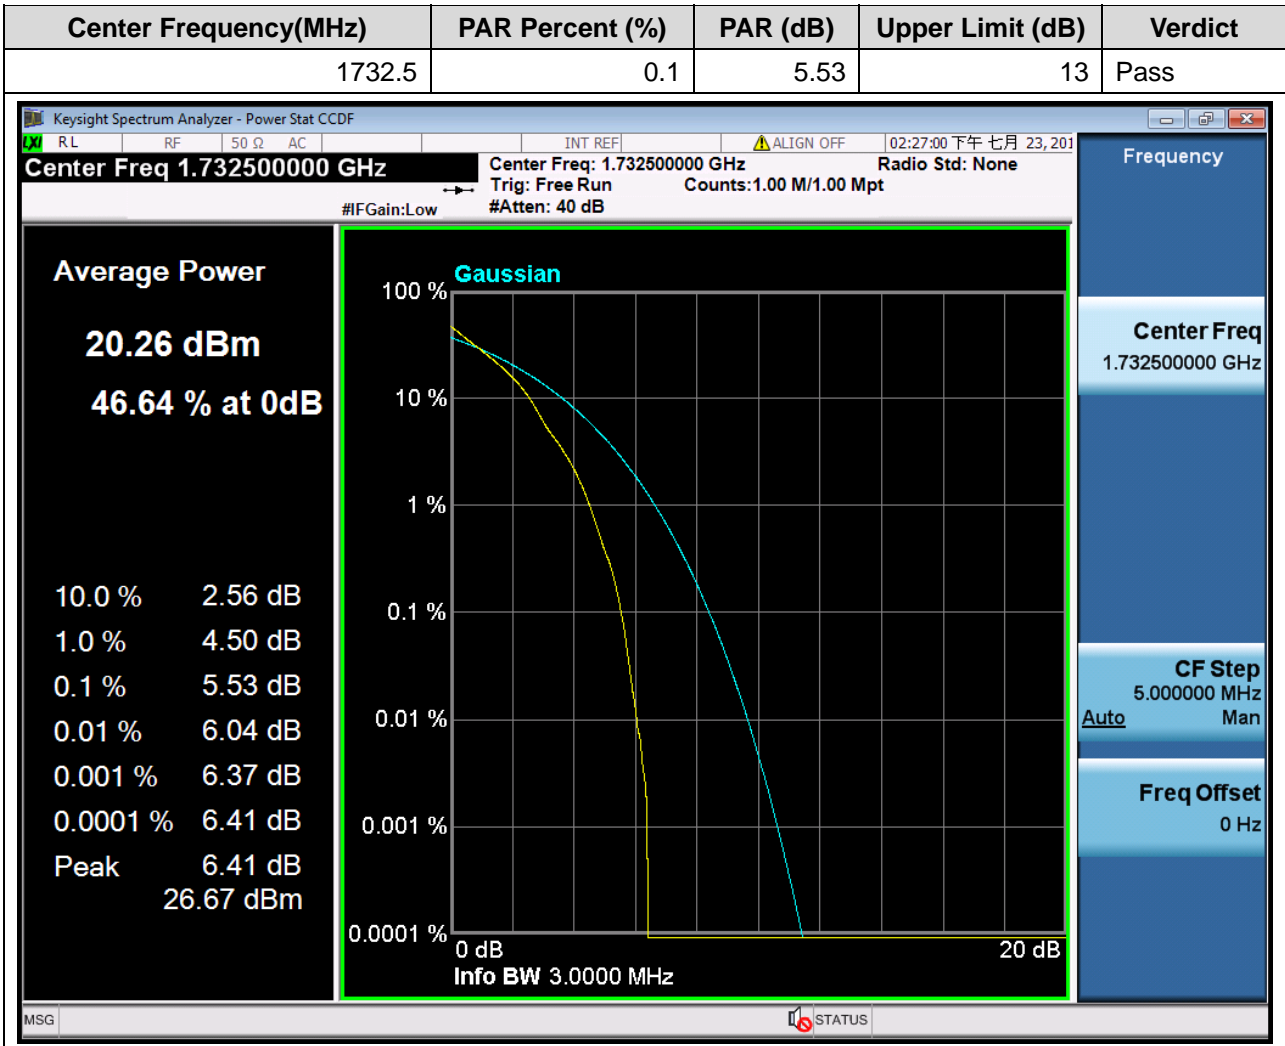 Center Frequency(MHz) PAR Percent (%) PAR (dB) Upper Limit (dB) Verdict
1732.5 0.1 5.53 13 Pass
Keysight Spectrum Analyzer - Power Stat CCDF
LXI RL RF 50 Ω AC INT REF ALIGN OFF 02:27:00 下午 七月 23, 201
Center Freq 1.732500000 GHz
Center Freq: 1.732500000 GHz Radio Std: None
Trig: Free Run Counts:1.00 M/1.00 Mpt
#IFGain:Low #Atten: 40 dB
Average Power
20.26 dBm
46.64 % at 0dB
10.0 % 2.56 dB
1.0 % 4.50 dB
0.1 % 5.53 dB
0.01 % 6.04 dB
0.001 % 6.37 dB
0.0001 % 6.41 dB
Peak 6.41 dB
26.67 dBm
Gaussian
100 %
10 %
1 %
0.1 %
0.01 %
0.001 %
0.0001 %
0 dB 20 dB
Info BW 3.0000 MHz
Frequency
Center Freq
1.732500000 GHz
CF Step
5.000000 MHz
Auto Man
Freq Offset
0 Hz
MSG STATUS